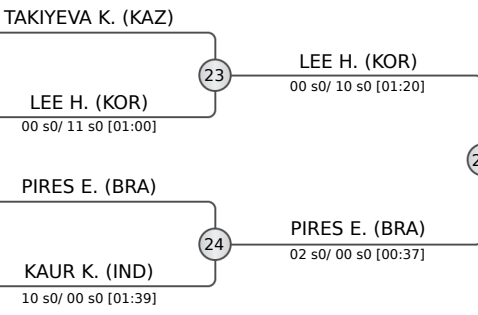 TAKIYEVA K. (KAZ)
23
LEE H. (KOR)
00 s0/ 10 s0 [01:20]
LEE H. (KOR)
00 s0/ 11 s0 [01:00]
PIRES E. (BRA)
24
PIRES E. (BRA)
02 s0/ 00 s0 [00:37]
KAUR K. (IND)
10 s0/ 00 s0 [01:39]